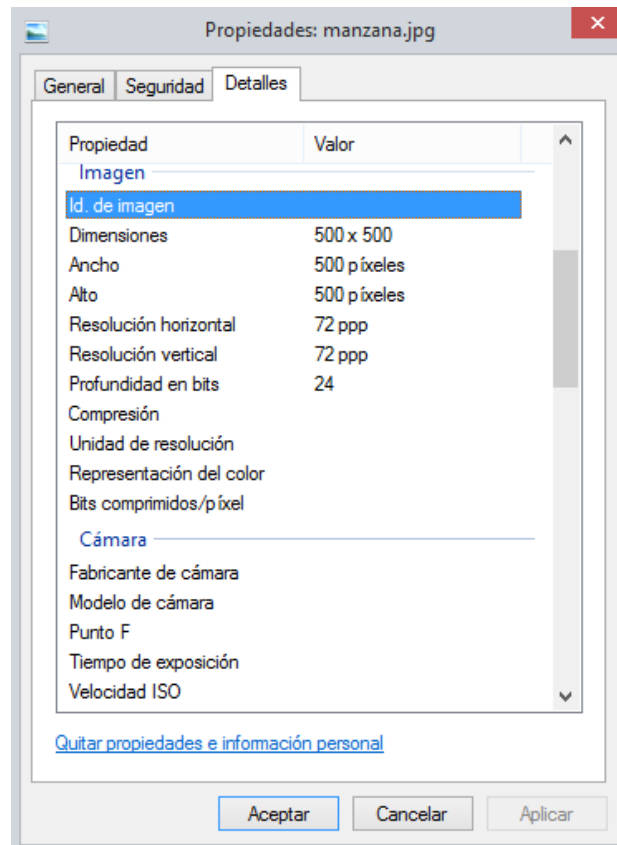 Propiedades: manzana.jpg
General Seguridad Detalles
Propiedad Valor
Imagen
Id. de imagen
Dimensiones 500 x 500
Ancho 500 píxeles
Alto 500 píxeles
Resolución horizontal 72 ppp
Resolución vertical 72 ppp
Profundidad en bits 24
Compresión
Unidad de resolución
Representación del color
Bits comprimidos/píxel
Cámara
Fabricante de cámara
Modelo de cámara
Punto F
Tiempo de exposición
Velocidad ISO
Quitar propiedades e información personal
Aceptar Cancelar Aplicar